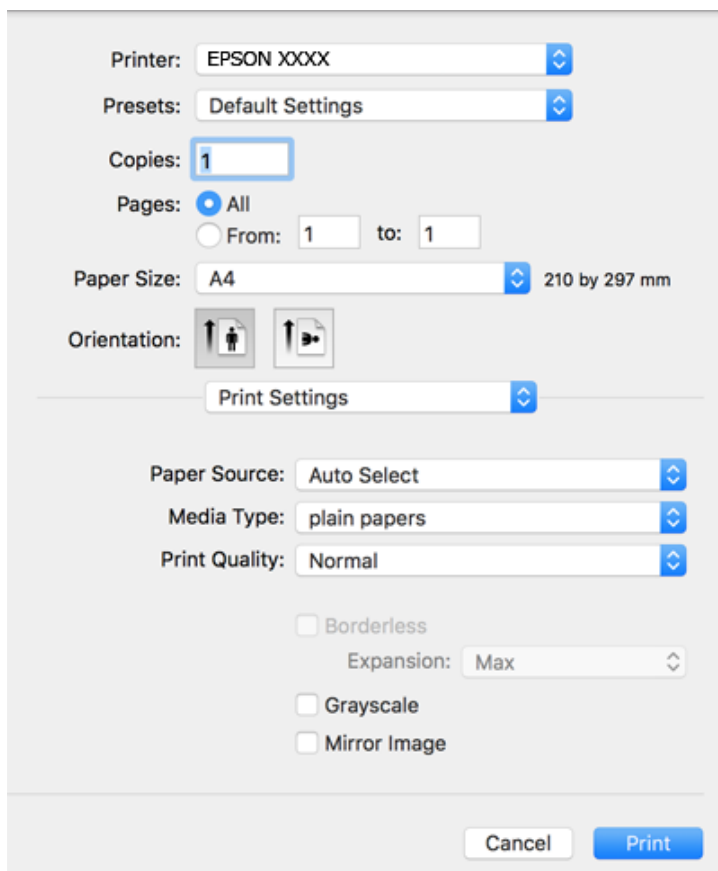 Printer: EPSON XXXX
Presets: Default Settings
Copies: 1
Pages: All
From: 1 to: 1
Paper Size: A4 210 by 297 mm
Orientation:
Print Settings
Paper Source: Auto Select
Media Type: plain papers
Print Quality: Normal
Borderless
Expansion: Max
Grayscale
Mirror Image
Cancel Print